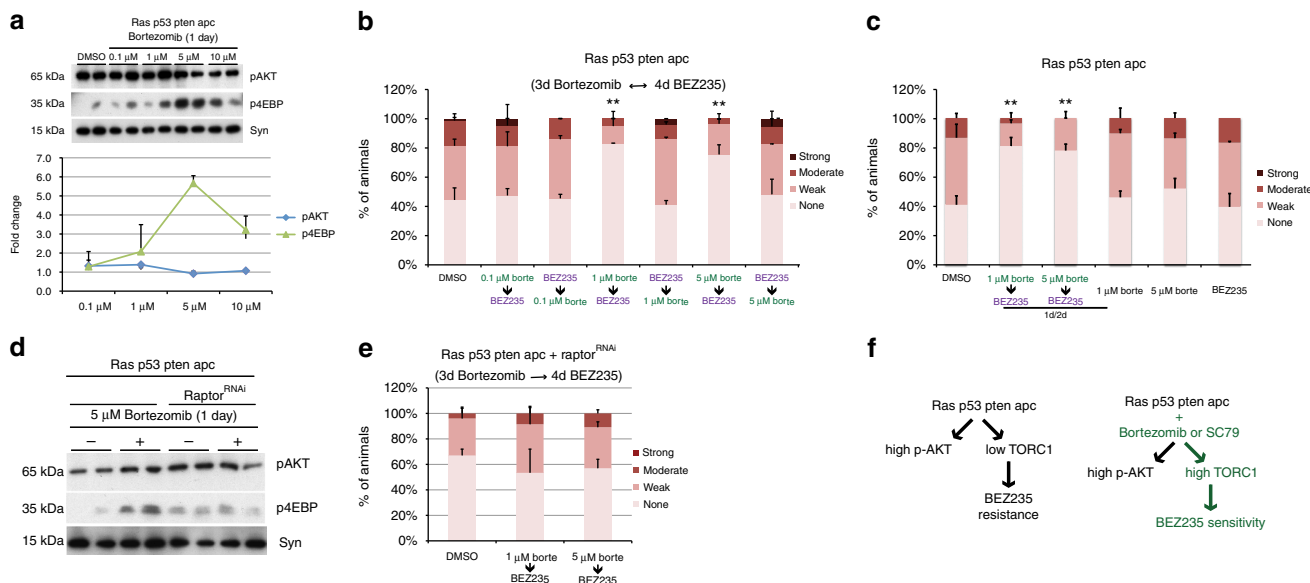 a
Ras p53 pten apc
Bortezomib (1 day)
DMSO 0.1 µM 1 µM 5 µM 10 µM
65 kDa pAKT
35 kDa p4EBP
15 kDa Syn
7.0
6.0
5.0
4.0
3.0
2.0
1.0
0.0
Fold change
pAKT
p4EBP
0.1 µM 1 µM 5 µM 10 µM
b
Ras p53 pten apc
(3d Bortezomib ↔ 4d BEZ235)
120%
100%
80%
60%
40%
20%
0%
% of animals
** **
Strong
Moderate
Weak
None
DMSO 0.1 µM borte BEZ235 1 µM borte BEZ235 5 µM borte BEZ235
BEZ235 0.1 µM borte BEZ235 1 µM borte BEZ235 5 µM borte
c
Ras p53 pten apc
120%
100%
80%
60%
40%
20%
0%
% of animals
** **
Strong
Moderate
Weak
None
DMSO 1 µM borte 5 µM borte 1 µM borte 5 µM borte BEZ235
BEZ235 BEZ235
1d/2d
d
Ras p53 pten apc
Raptor^RNAi
5 µM Bortezomib (1 day)
– + – +
65 kDa pAKT
35 kDa p4EBP
15 kDa Syn
e
Ras p53 pten apc + raptor^RNAi
(3d Bortezomib → 4d BEZ235)
120%
100%
80%
60%
40%
20%
0%
% of animals
Strong
Moderate
Weak
None
DMSO 1 µM borte 5 µM borte
BEZ235 BEZ235
f
Ras p53 pten apc
high p-AKT low TORC1
BEZ235
resistance
Ras p53 pten apc
+
Bortezomib or SC79
high p-AKT high TORC1
BEZ235 sensitivity